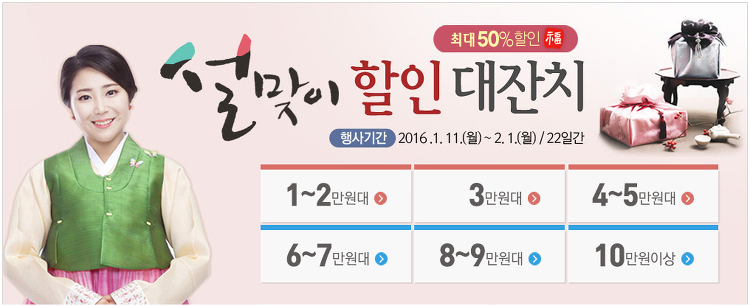 최대 50%할인 福
설맞이 할인 대잔치
행사기간 2016. 1. 11.(월) ~ 2. 1.(월) / 22일간
1~2만원대
3만원대
4~5만원대
6~7만원대
8~9만원대
10만원이상